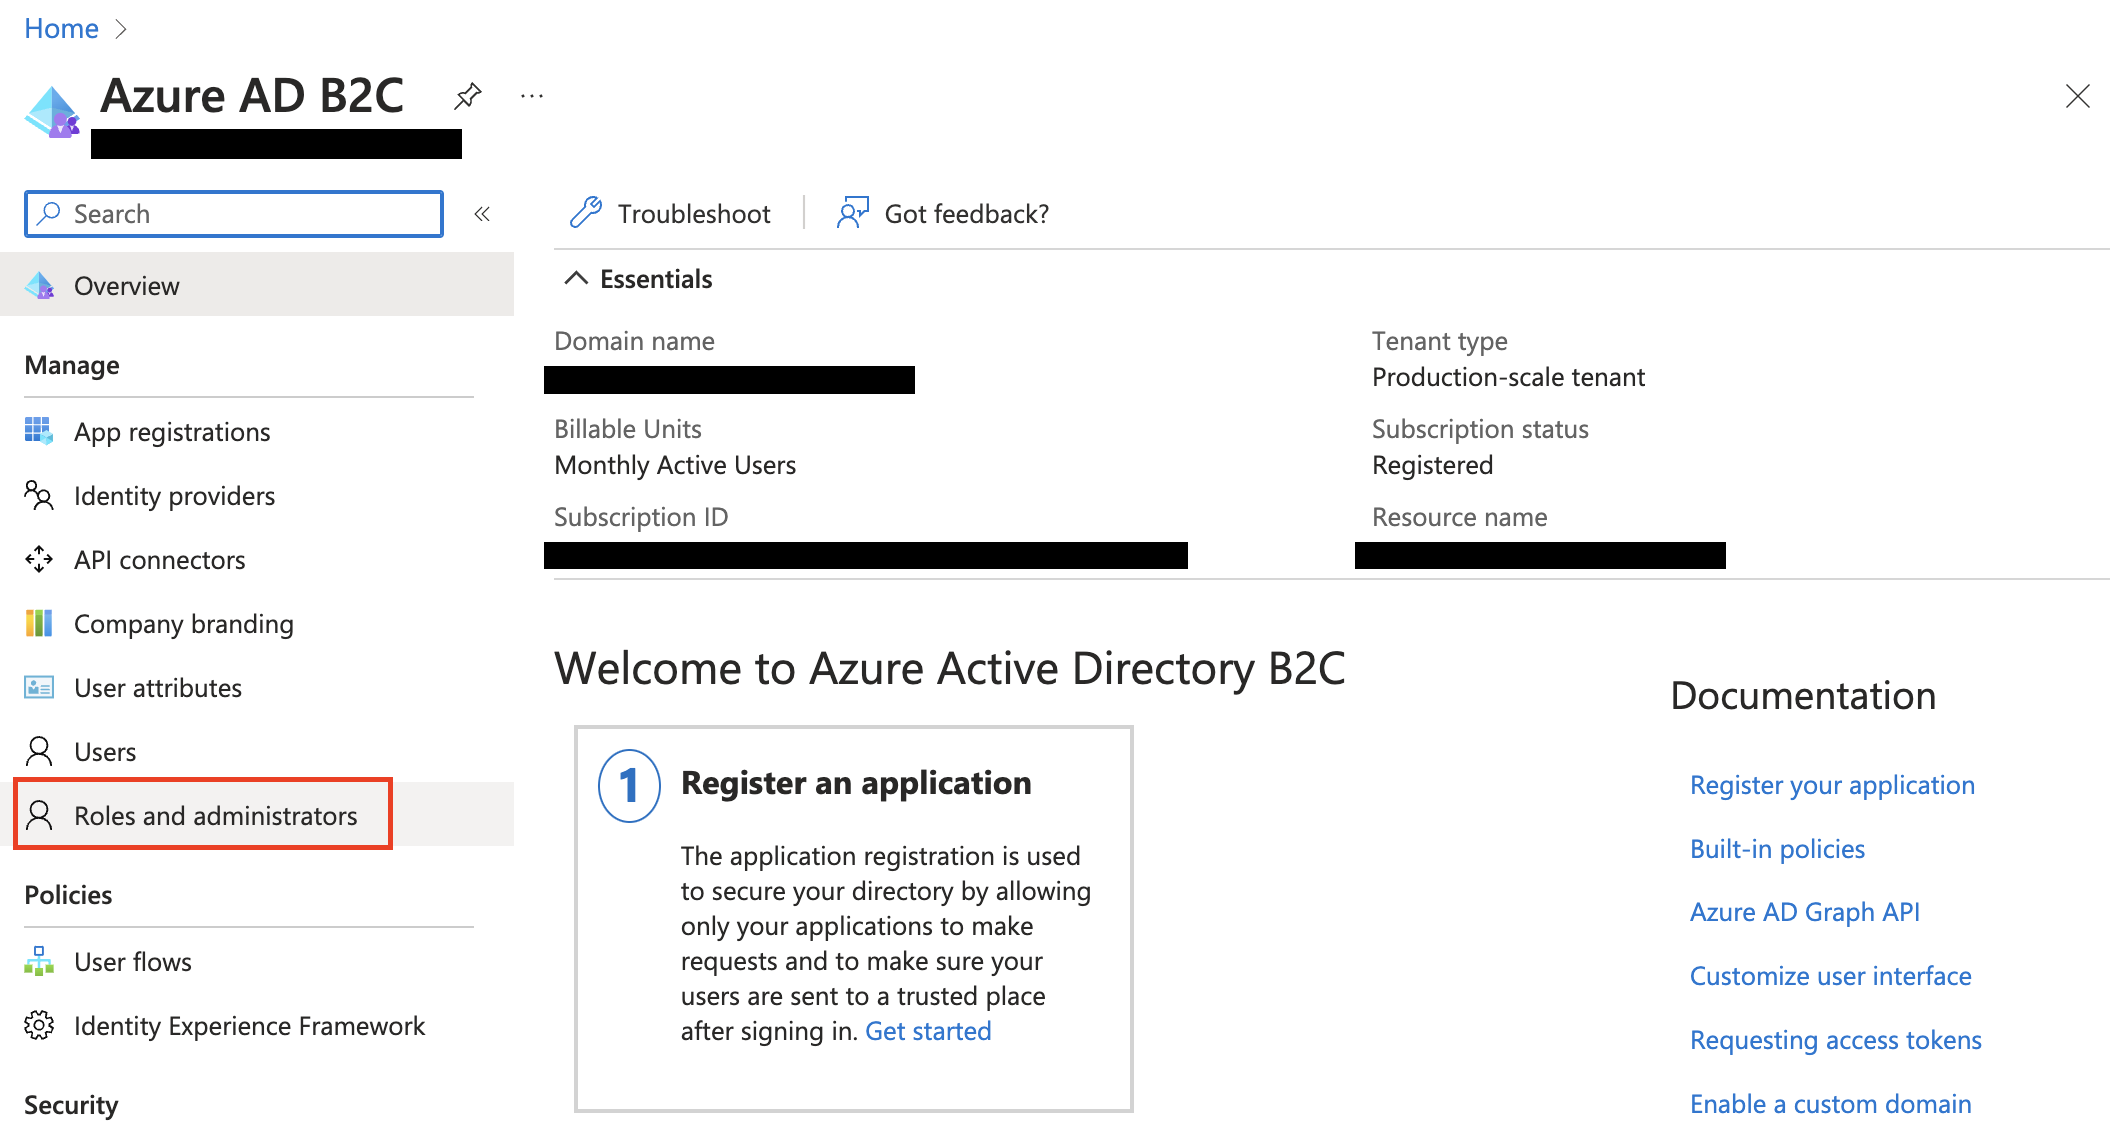 Home
Azure AD B2C
...
Search
«
Overview
Manage
App registrations
Identity providers
API connectors
Company branding
User attributes
Users
Roles and administrators
Policies
User flows
Identity Experience Framework
Security
Troubleshoot
Got feedback?
Essentials
Domain name
Billable Units
Monthly Active Users
Subscription ID
Tenant type
Production-scale tenant
Subscription status
Registered
Resource name
Welcome to Azure Active Directory B2C
1
Register an application
The application registration is used
to secure your directory by allowing
only your applications to make
requests and to make sure your
users are sent to a trusted place
after signing in. Get started
Documentation
Register your application
Built-in policies
Azure AD Graph API
Customize user interface
Requesting access tokens
Enable a custom domain